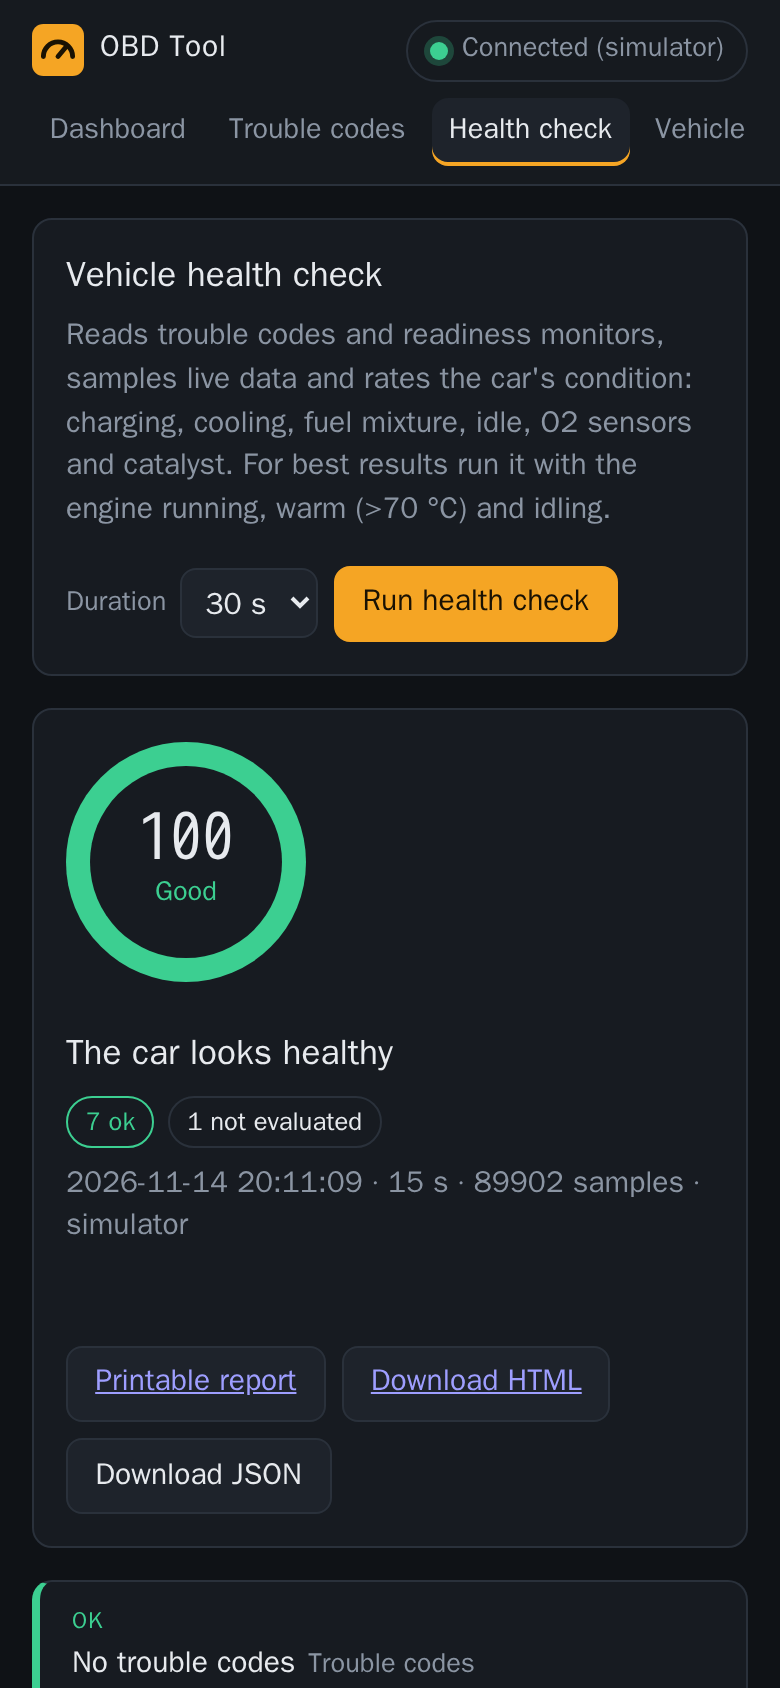 OBD Tool
Connected (simulator)
Dashboard Trouble codes Health check Vehicle
Vehicle health check
Reads trouble codes and readiness monitors,
samples live data and rates the car's condition:
charging, cooling, fuel mixture, idle, O2 sensors
and catalyst. For best results run it with the
engine running, warm (>70 °C) and idling.
Duration 30 s Run health check
100
Good
The car looks healthy
7 ok 1 not evaluated
2026-11-14 20:11:09 · 15 s · 89902 samples ·
simulator
Printable report Download HTML
Download JSON
OK
No trouble codes Trouble codes